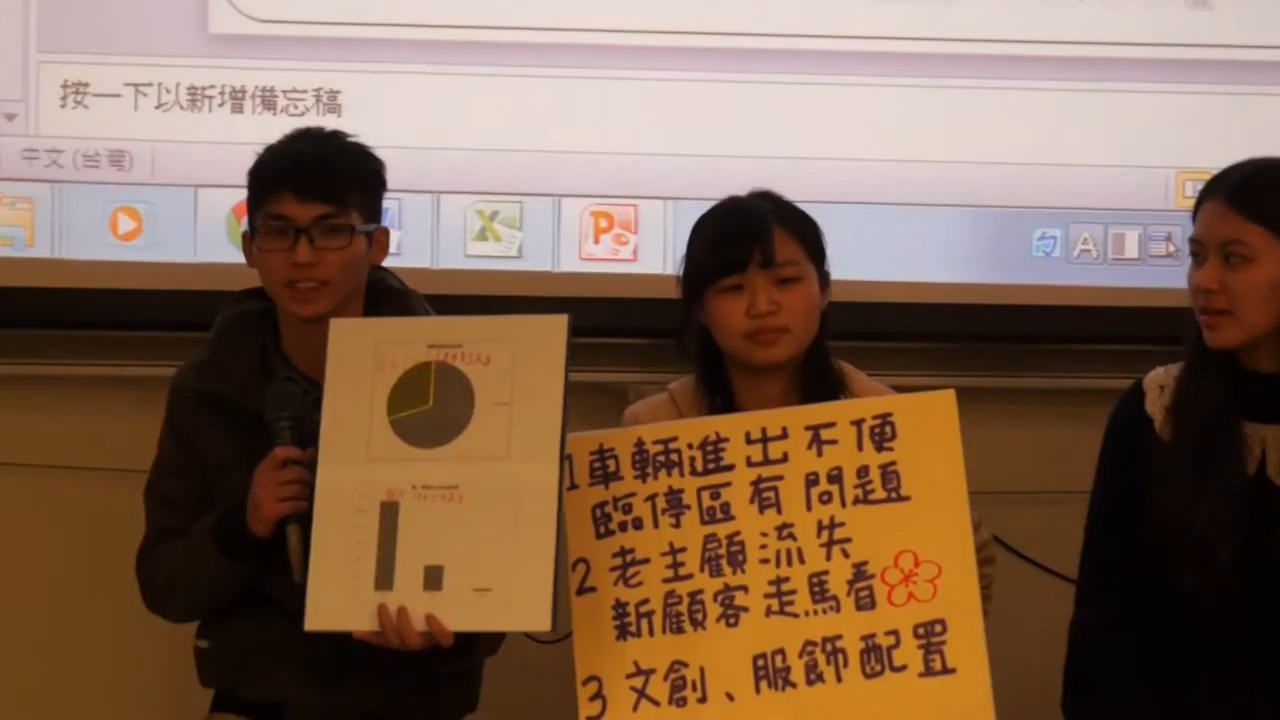 按一下以新增備忘稿
中文 (台灣)
1 車輛進出不便
臨停區有問題
2 老主顧流失
新顧客走馬看
3 文創、服飾配置